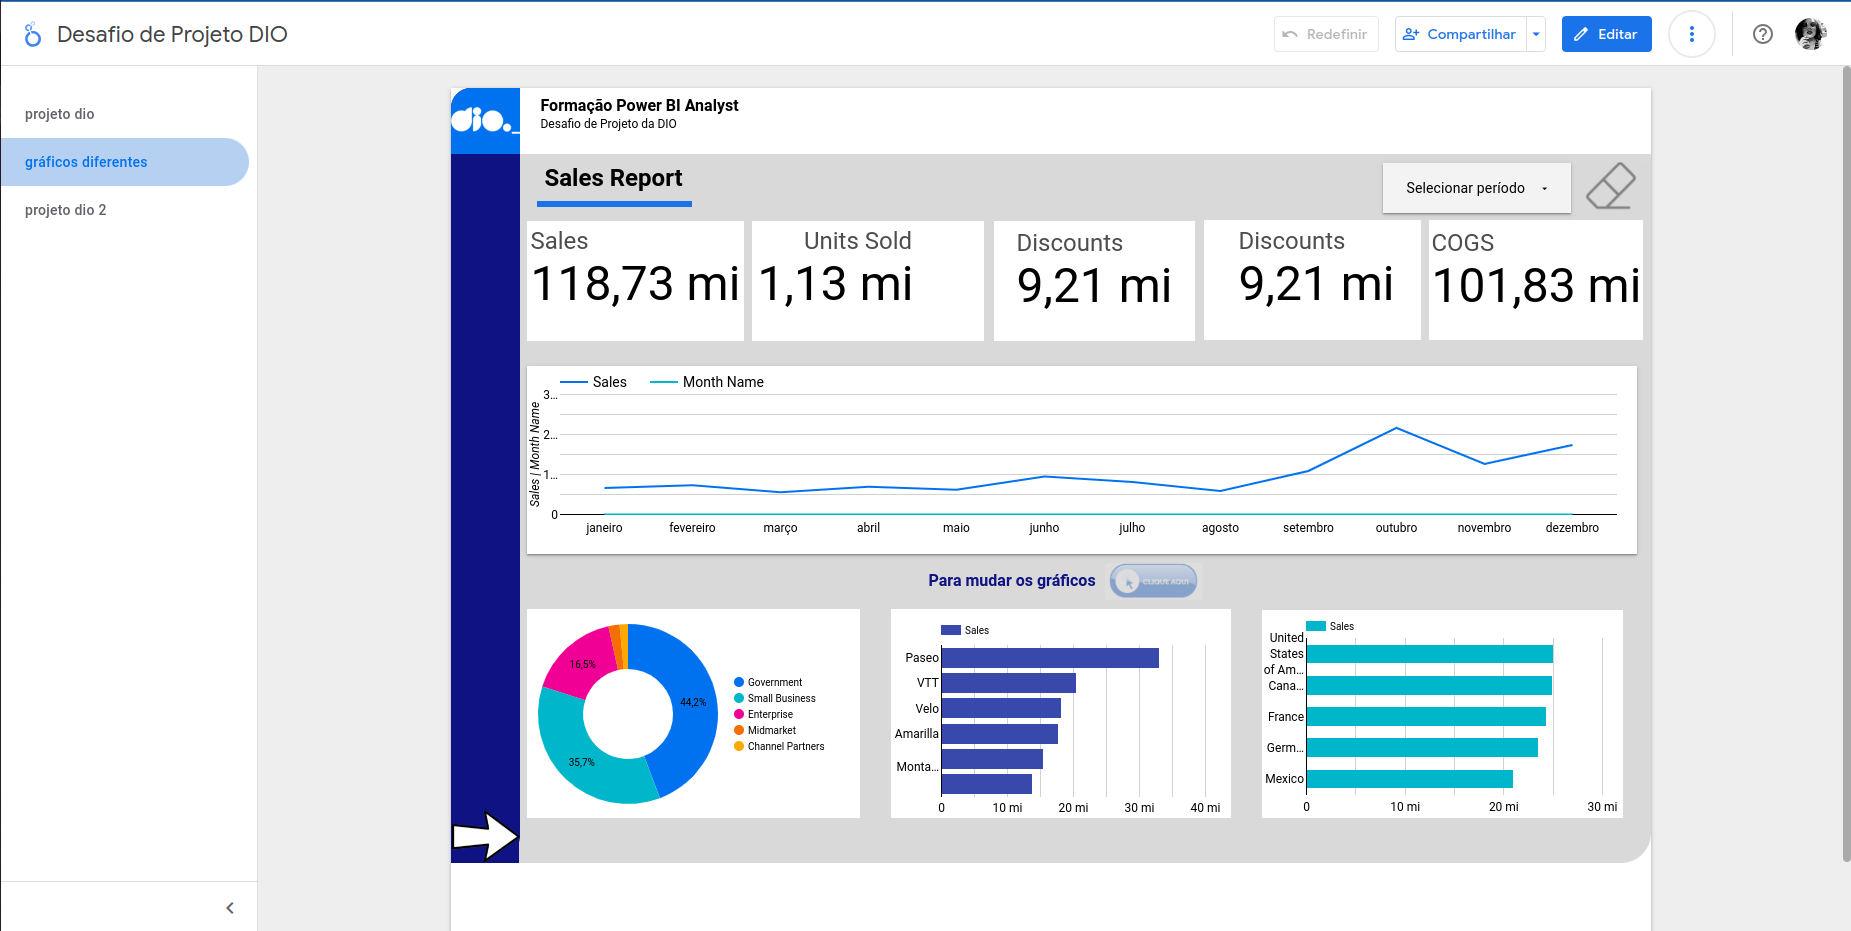 Desafio de Projeto DIO
Redefinir
Compartilhar
Editar
projeto dio
gráficos diferentes
projeto dio 2
dio._
Formação Power BI Analyst
Desafio de Projeto da DIO
Sales Report
Selecionar período
Sales
118,73 mi
Units Sold
1,13 mi
Discounts
9,21 mi
Discounts
9,21 mi
COGS
101,83 mi
Sales
Month Name
Sales | Month Name
3...
2...
1...
0
janeiro
fevereiro
março
abril
maio
junho
julho
agosto
setembro
outubro
novembro
dezembro
Para mudar os gráficos
CLIQUE AQUI
16,5%
44,2%
35,7%
Government
Small Business
Enterprise
Midmarket
Channel Partners
Sales
Paseo
VTT
Velo
Amarilla
Monta...
0
10 mi
20 mi
30 mi
40 mi
Sales
United
States
of Am...
Cana...
France
Germ...
Mexico
0
10 mi
20 mi
30 mi